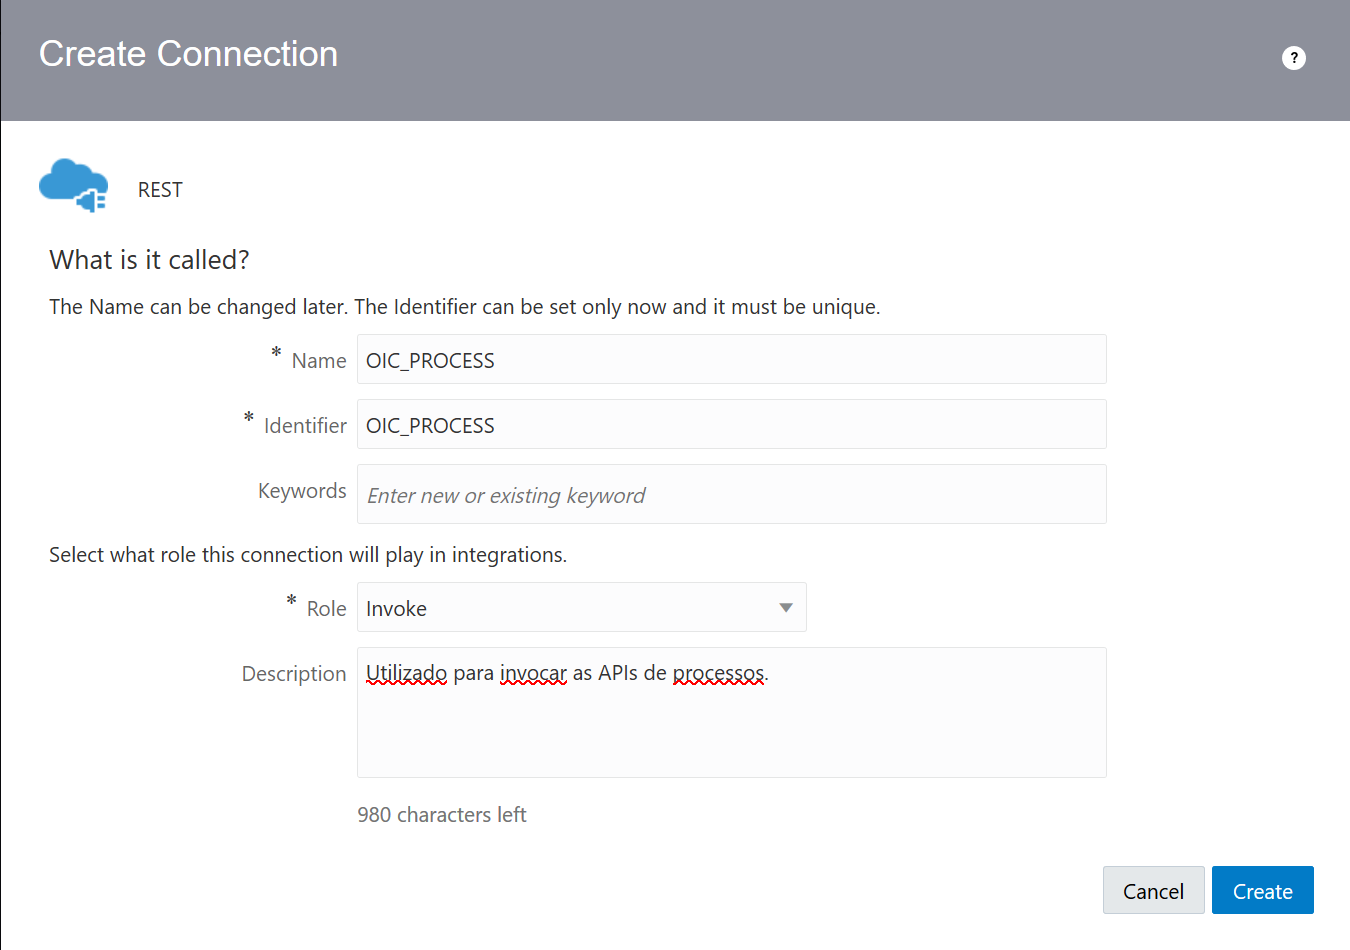 Create Connection
?
REST
What is it called?
The Name can be changed later. The Identifier can be set only now and it must be unique.
* Name OIC_PROCESS
* Identifier OIC_PROCESS
Keywords Enter new or existing keyword
Select what role this connection will play in integrations.
* Role Invoke
Description Utilizado para invocar as APIs de processos.
980 characters left
Cancel Create